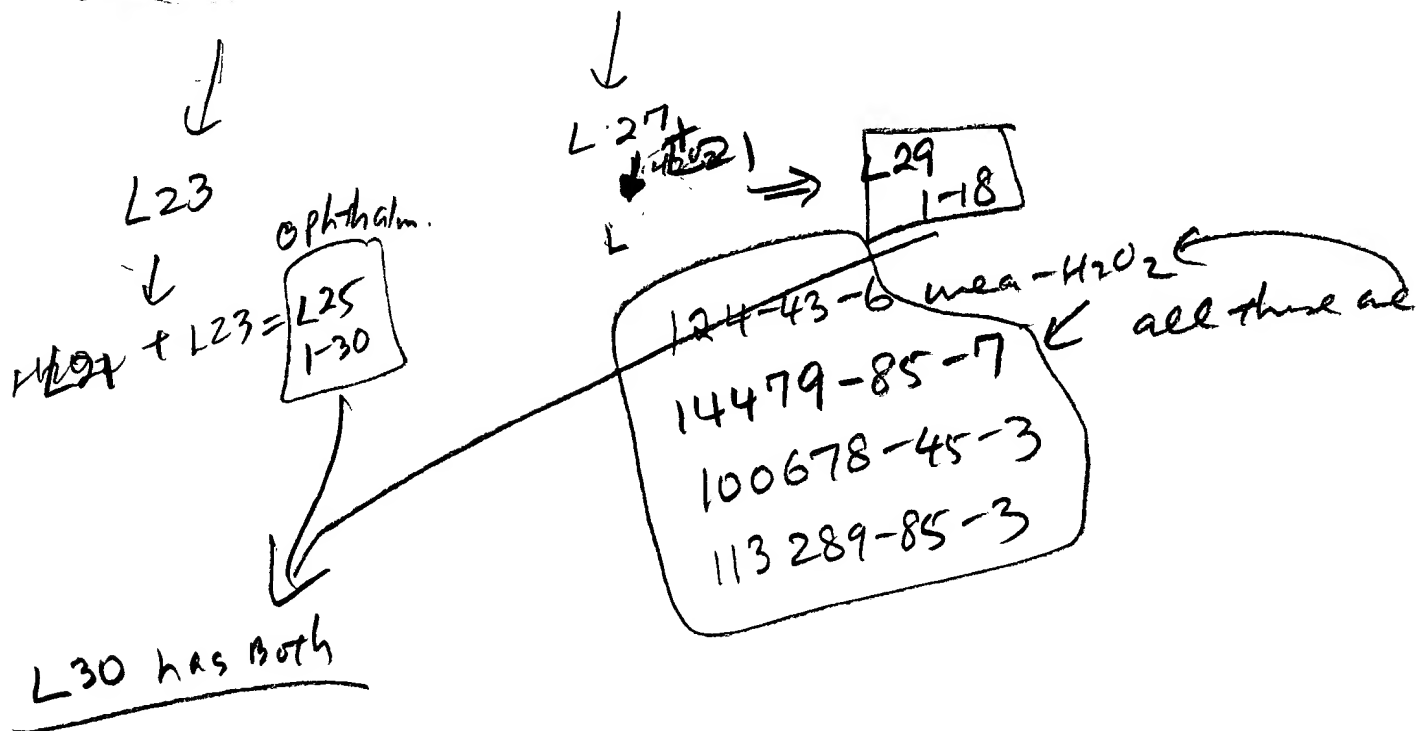 L23
ophthalm.
+ L23 =
L25
1-30
L27+
L
L29
1-18
124-43-6 urea-H2O2
all these are
14479-85-7
100678-45-3
113289-85-3
L30 has Both